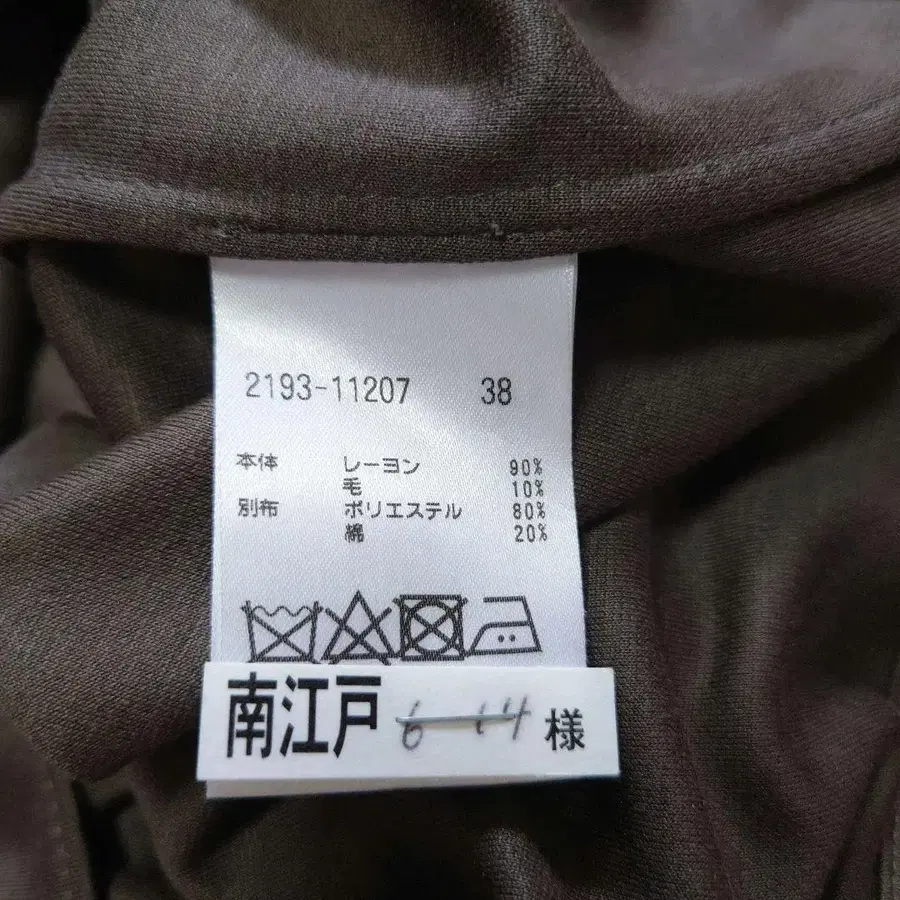 2193-11207 38
本体 レーヨン 90%
毛 10%
別布 ポリエステル 80%
綿 20%
南江戸 6-14 様